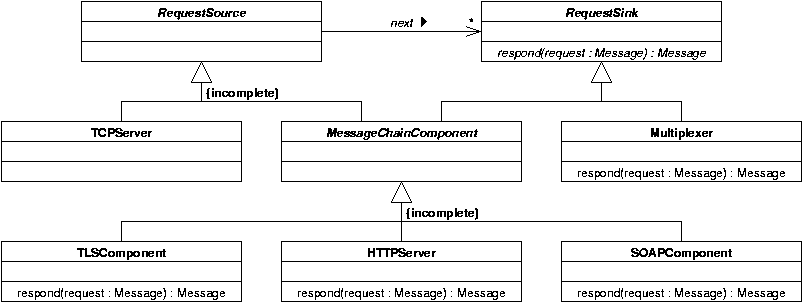 RequestSource
next
*
RequestSink
respond(request : Message) : Message
{incomplete}
TCPServer
MessageChainComponent
Multiplexer
respond(request : Message) : Message
{incomplete}
TLSComponent
HTTPServer
SOAPComponent
respond(request : Message) : Message
respond(request : Message) : Message
respond(request : Message) : Message